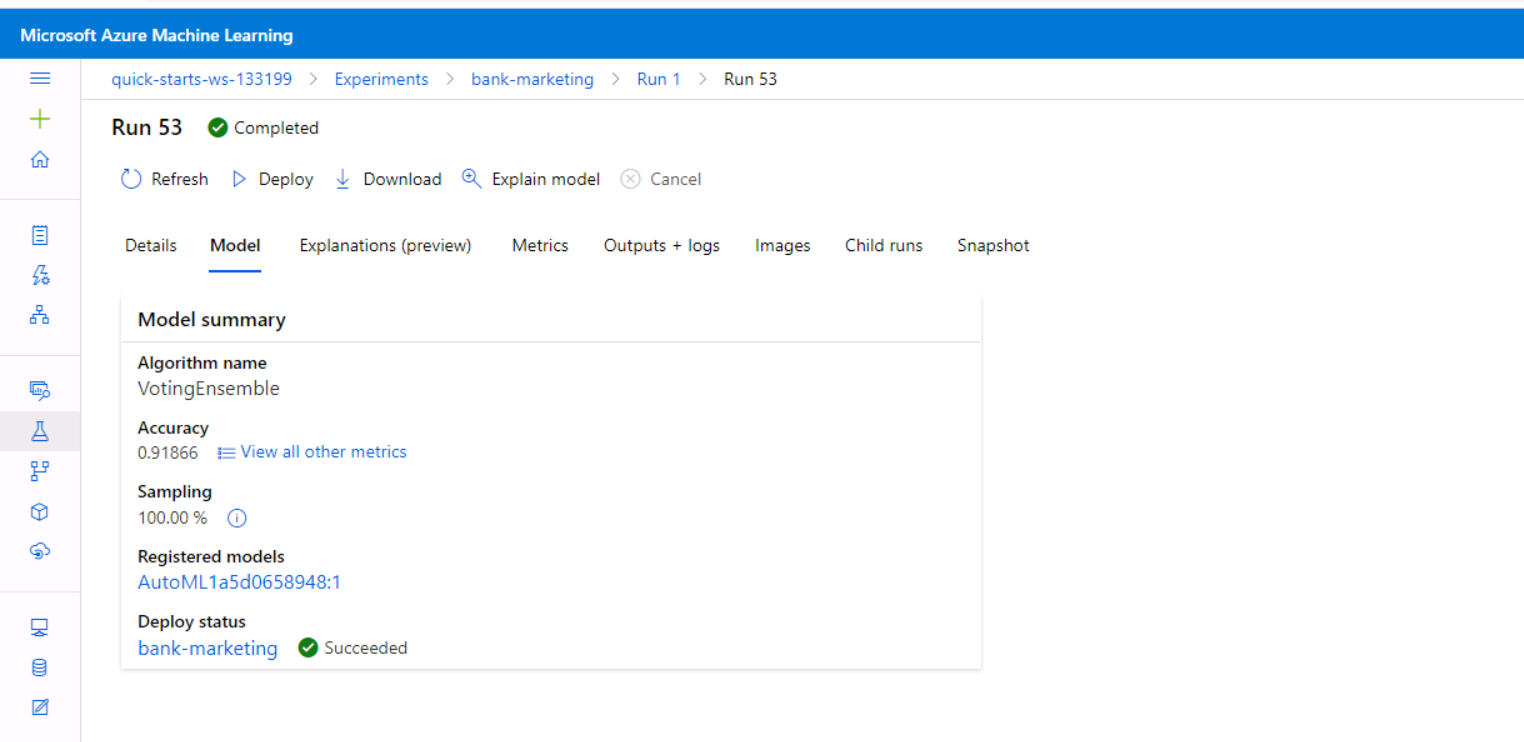 Microsoft Azure Machine Learning
quick-starts-ws-133199 > Experiments > bank-marketing > Run 1 > Run 53
Run 53 Completed
Refresh Deploy Download Explain model Cancel
Details Model Explanations (preview) Metrics Outputs + logs Images Child runs Snapshot
Model summary
Algorithm name
VotingEnsemble
Accuracy
0.91866 View all other metrics
Sampling
100.00 %
Registered models
AutoML1a5d0658948:1
Deploy status
bank-marketing Succeeded